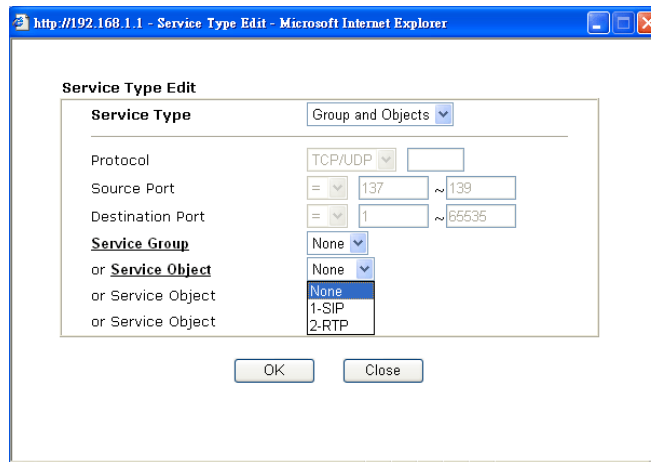 http://192.168.1.1 - Service Type Edit - Microsoft Internet Explorer
Service Type Edit
Service Type Group and Objects
Protocol TCP/UDP
Source Port = 137 ~ 139
Destination Port = 1 ~ 65535
Service Group None
or Service Object None
or Service Object None
1-SIP
or Service Object 2-RTP
OK Close